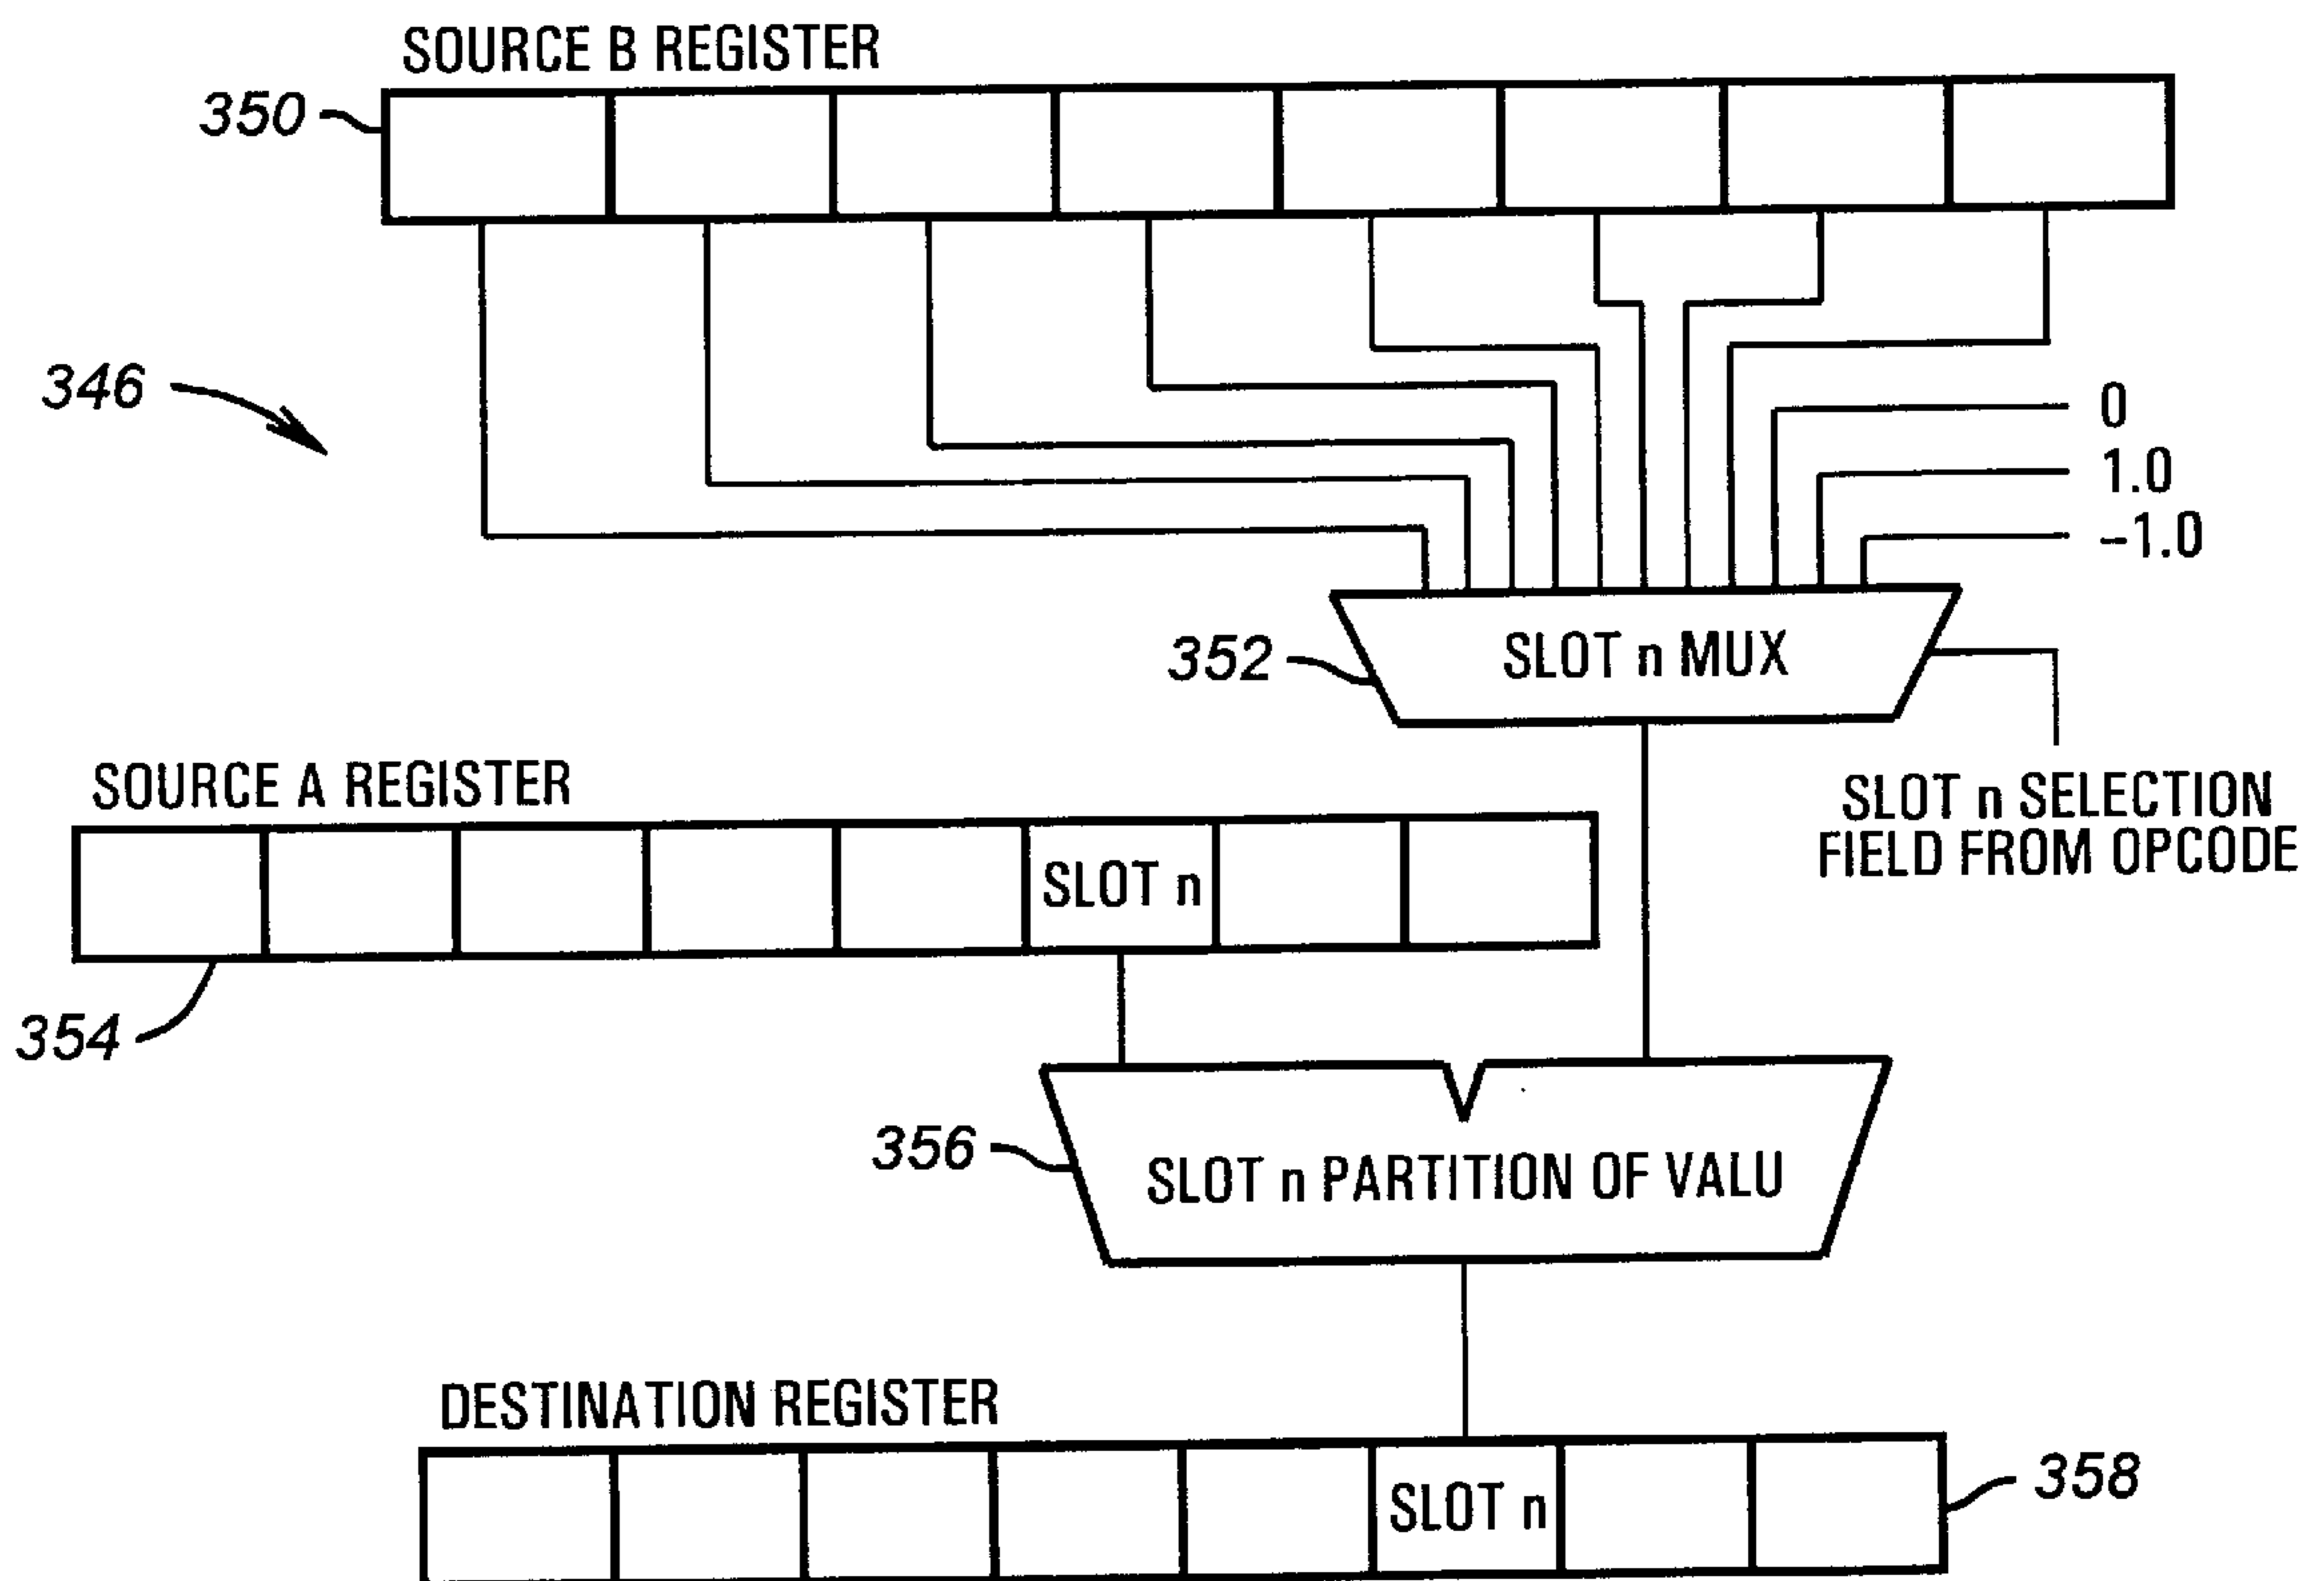 SOURCE B REGISTER
350
346
0
1.0
-1.0
352
SLOT n MUX
SOURCE A REGISTER
SLOT n SELECTION
FIELD FROM OPCODE
SLOT n
354
356
SLOT n PARTITION OF VALU
DESTINATION REGISTER
SLOT n
358